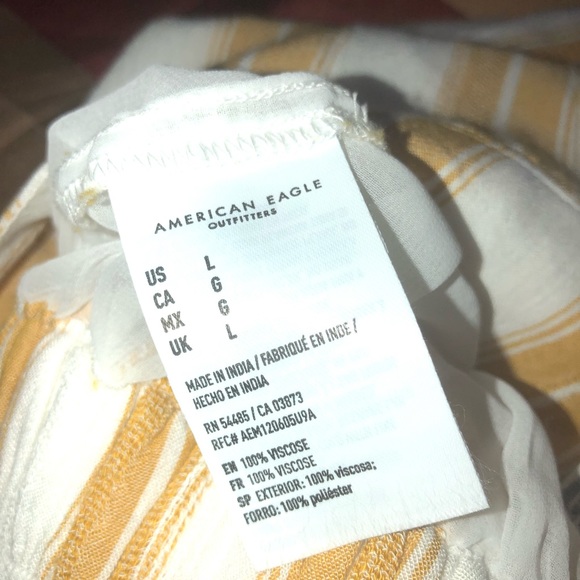 AMERICAN EAGLE
OUTFITTERS
US L
CA G
MX G
UK L
MADE IN INDIA / FABRIQUÉ EN INDE /
HECHO EN INDIA
RN 54485 / CA 03673
RFC# AEM120605U9A
EN 100% VISCOSE
FR 100% VISCOSE
SP EXTERIOR: 100% viscosa;
FORRO: 100% poliéster